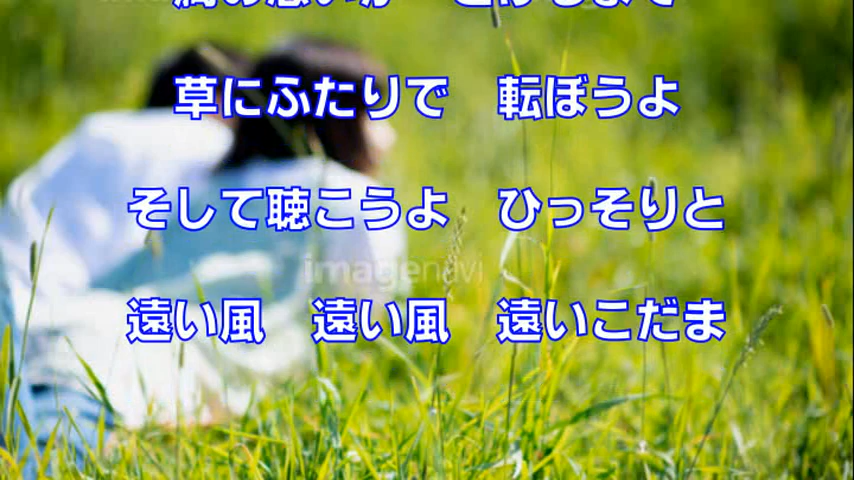 草にふたりで　転ぼうよ
そして聴こうよ　ひっそりと
imagenavi
遠い風　遠い風　遠いこだま